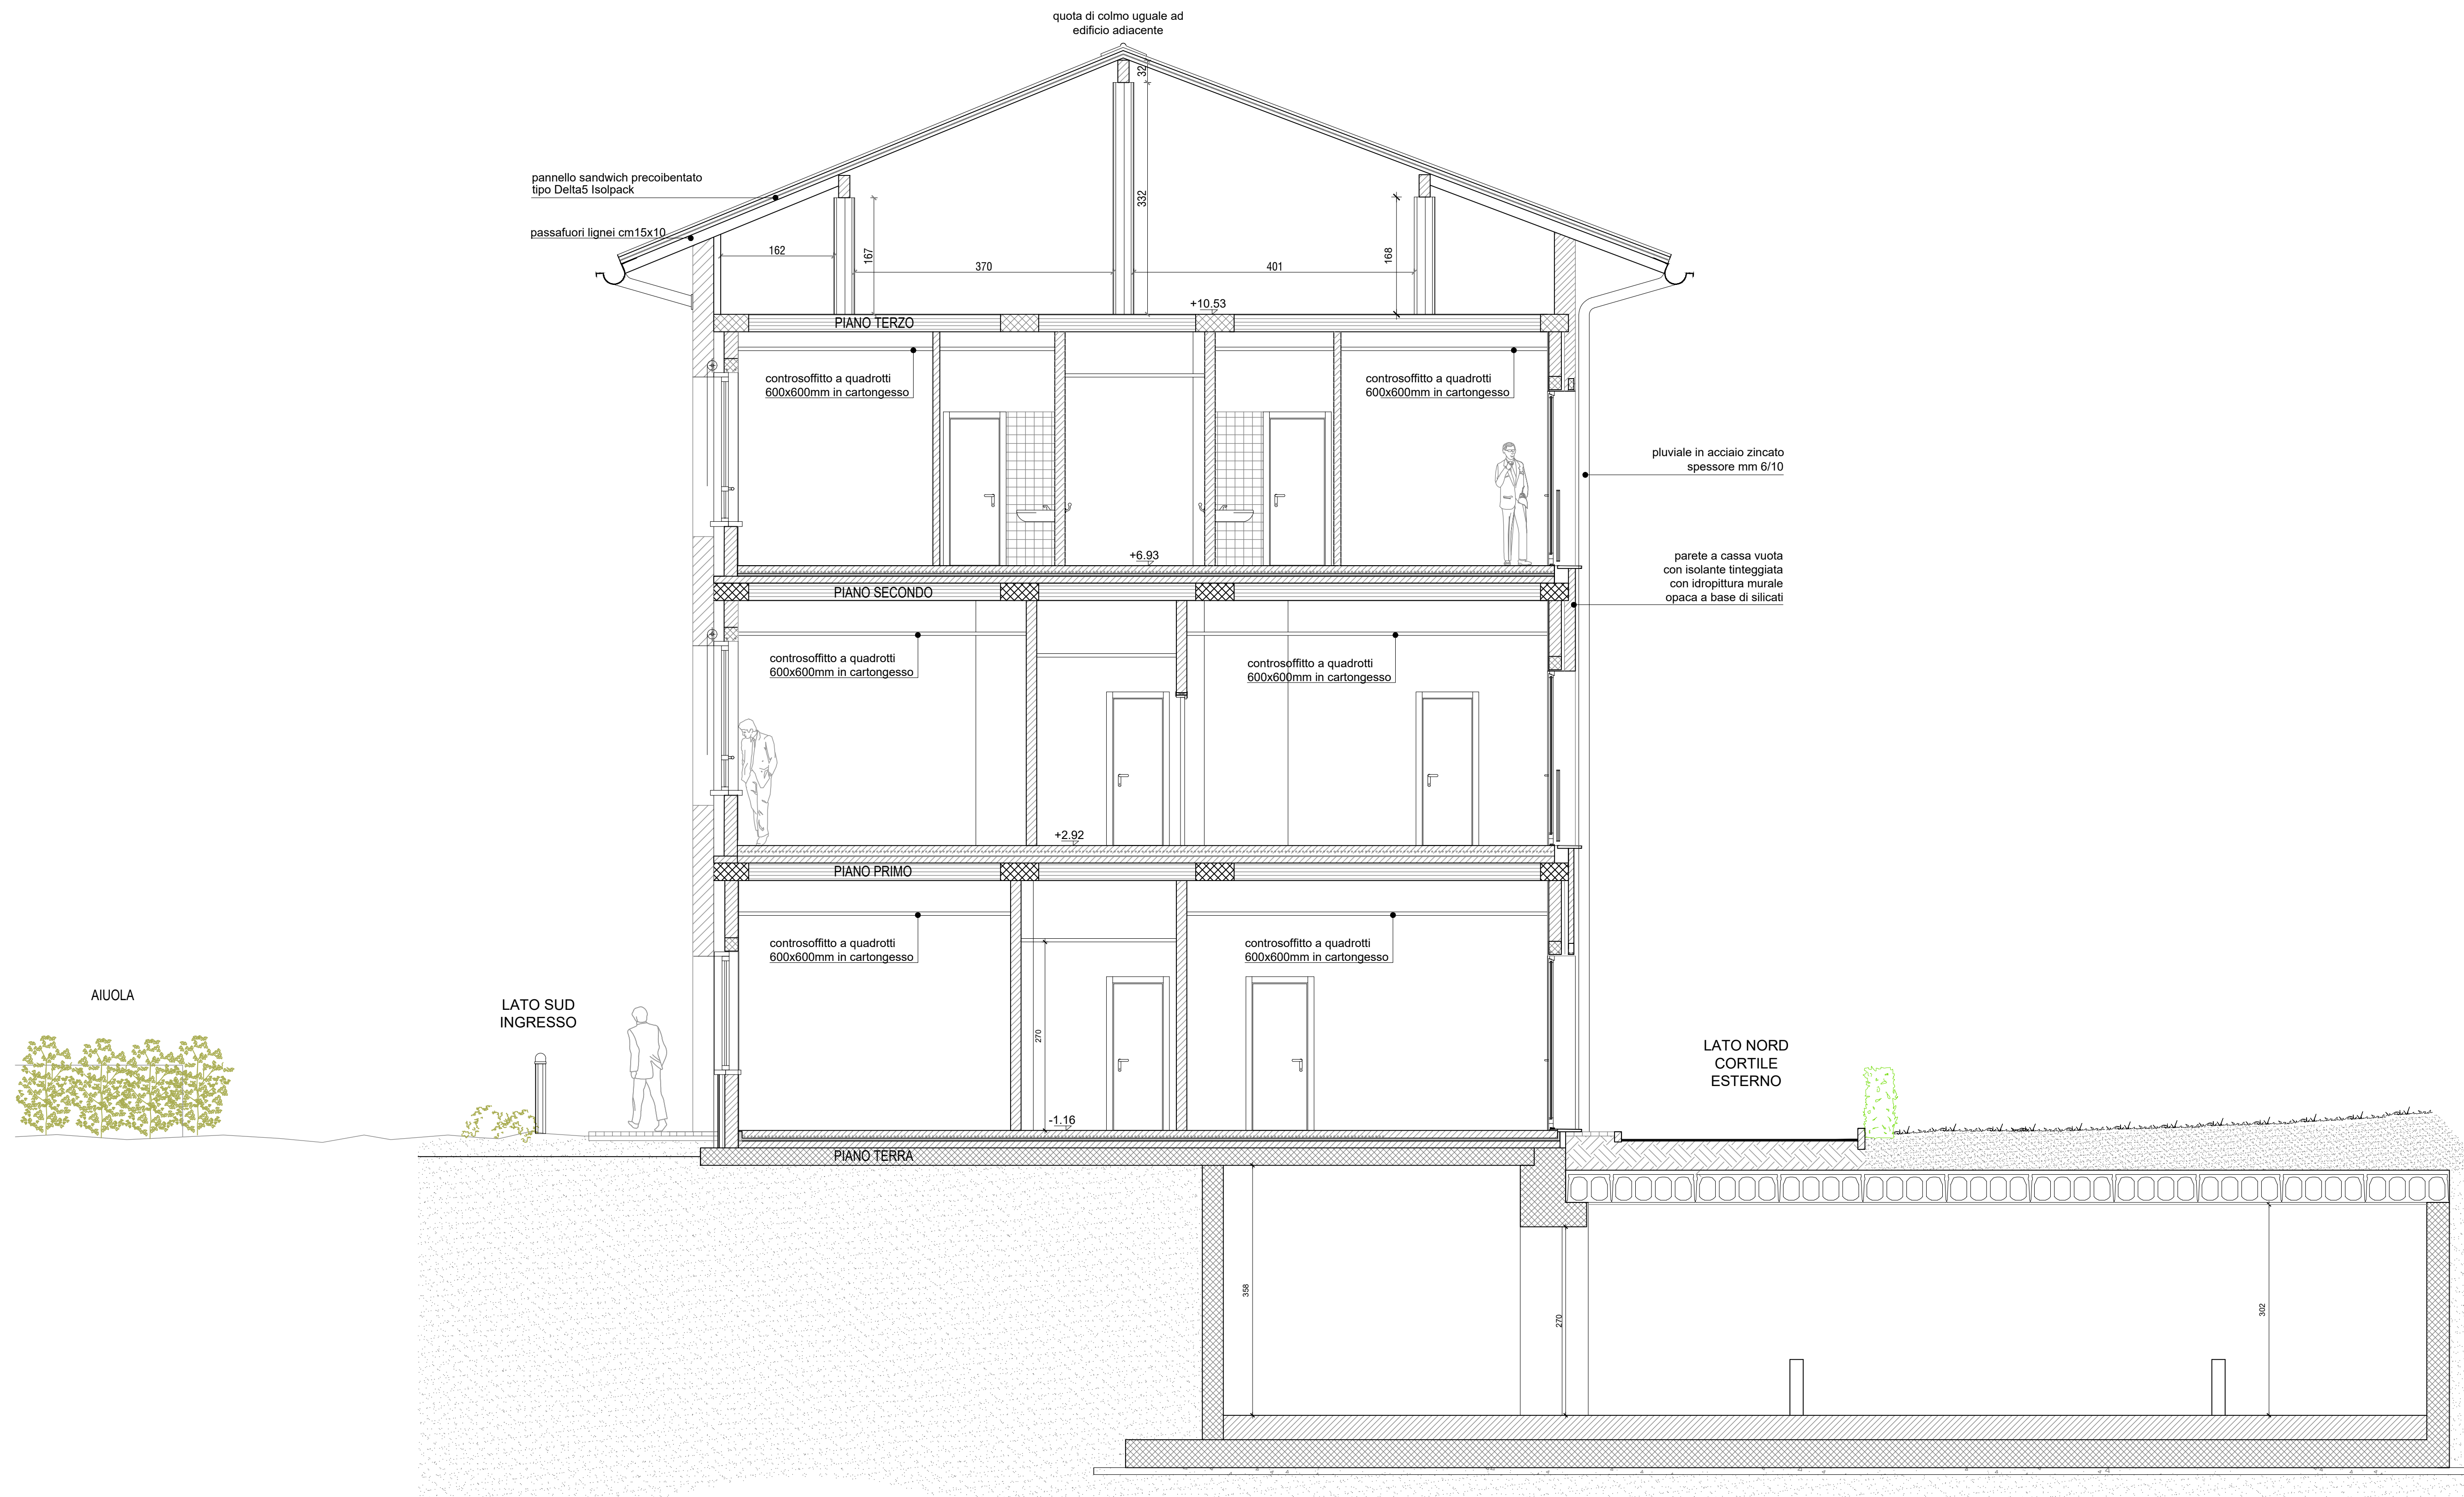 quota di colmo uguale ad
edificio adiacente
32
332
pannello sandwich precoibentato
tipo Delta5 Isolpack
passafuori lignei cm15x10
162
167
370
401
168
+10.53
PIANO TERZO
controsoffitto a quadrotti
600x600mm in cartongesso
controsoffitto a quadrotti
600x600mm in cartongesso
pluviale in acciaio zincato
spessore mm 6/10
+6.93
parete a cassa vuota
con isolante tinteggiata
con idropittura murale
opaca a base di silicati
PIANO SECONDO
controsoffitto a quadrotti
600x600mm in cartongesso
controsoffitto a quadrotti
600x600mm in cartongesso
+2.92
PIANO PRIMO
controsoffitto a quadrotti
600x600mm in cartongesso
controsoffitto a quadrotti
600x600mm in cartongesso
AIUOLA
LATO SUD
INGRESSO
270
LATO NORD
CORTILE
ESTERNO
-1.16
PIANO TERRA
358
270
302